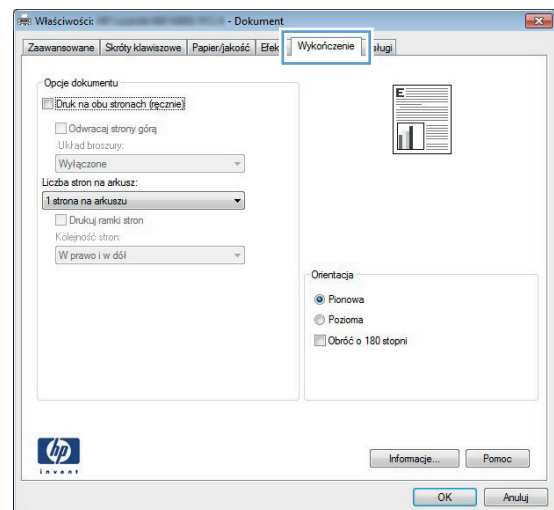 Właściwości: - Dokument
Zaawansowane Skróty klawiszowe Papier/jakość Efek Wykończenie sługi
Opcje dokumentu
Druk na obu stronach (ręcznie)
Odwracaj strony górą
Układ broszury:
Wyłączone
Liczba stron na arkusz:
1 strona na arkuszu
Drukuj ramki stron
Kolejność stron:
W prawo i w dół
E
Orientacja
Pionowa
Pozioma
Obróć o 180 stopni
hp
invent
Informacje... Pomoc
OK Anuluj